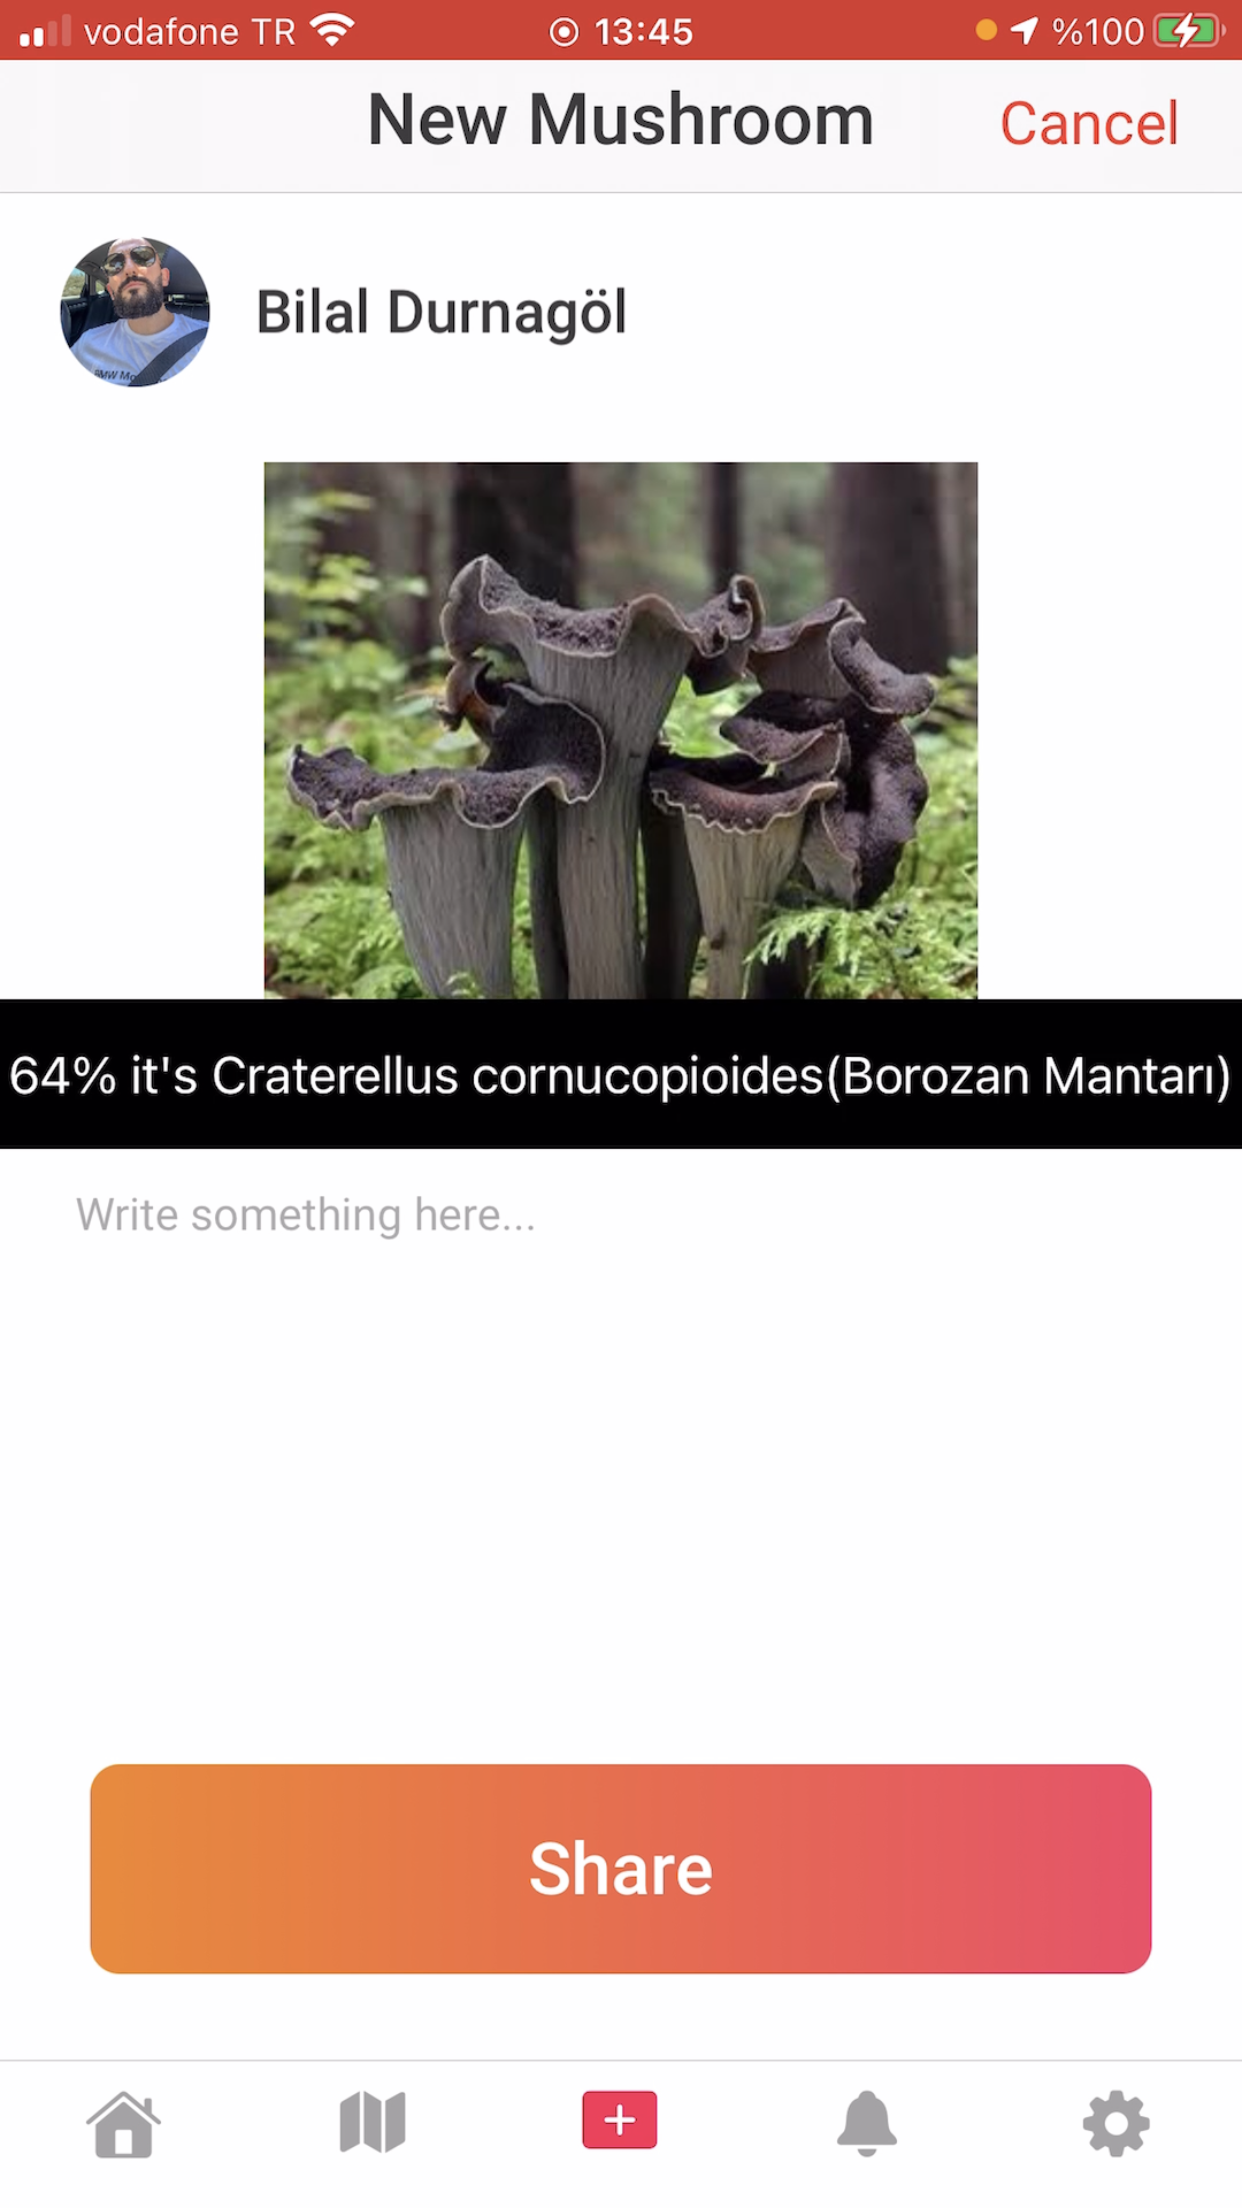 vodafone TR 13:45 %100
New Mushroom Cancel
Bilal Durnagöl
64% it's Craterellus cornucopioides(Borozan Mantarı)
Write something here...
Share